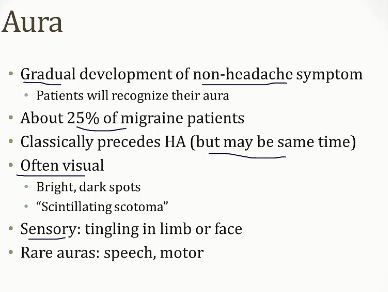 Aura
• Gradual development of non-headache symptom
• Patients will recognize their aura
• About 25% of migraine patients
• Classically precedes HA (but may be same time)
• Often visual
• Bright, dark spots
• “Scintillating scotoma”
• Sensory: tingling in limb or face
• Rare auras: speech, motor